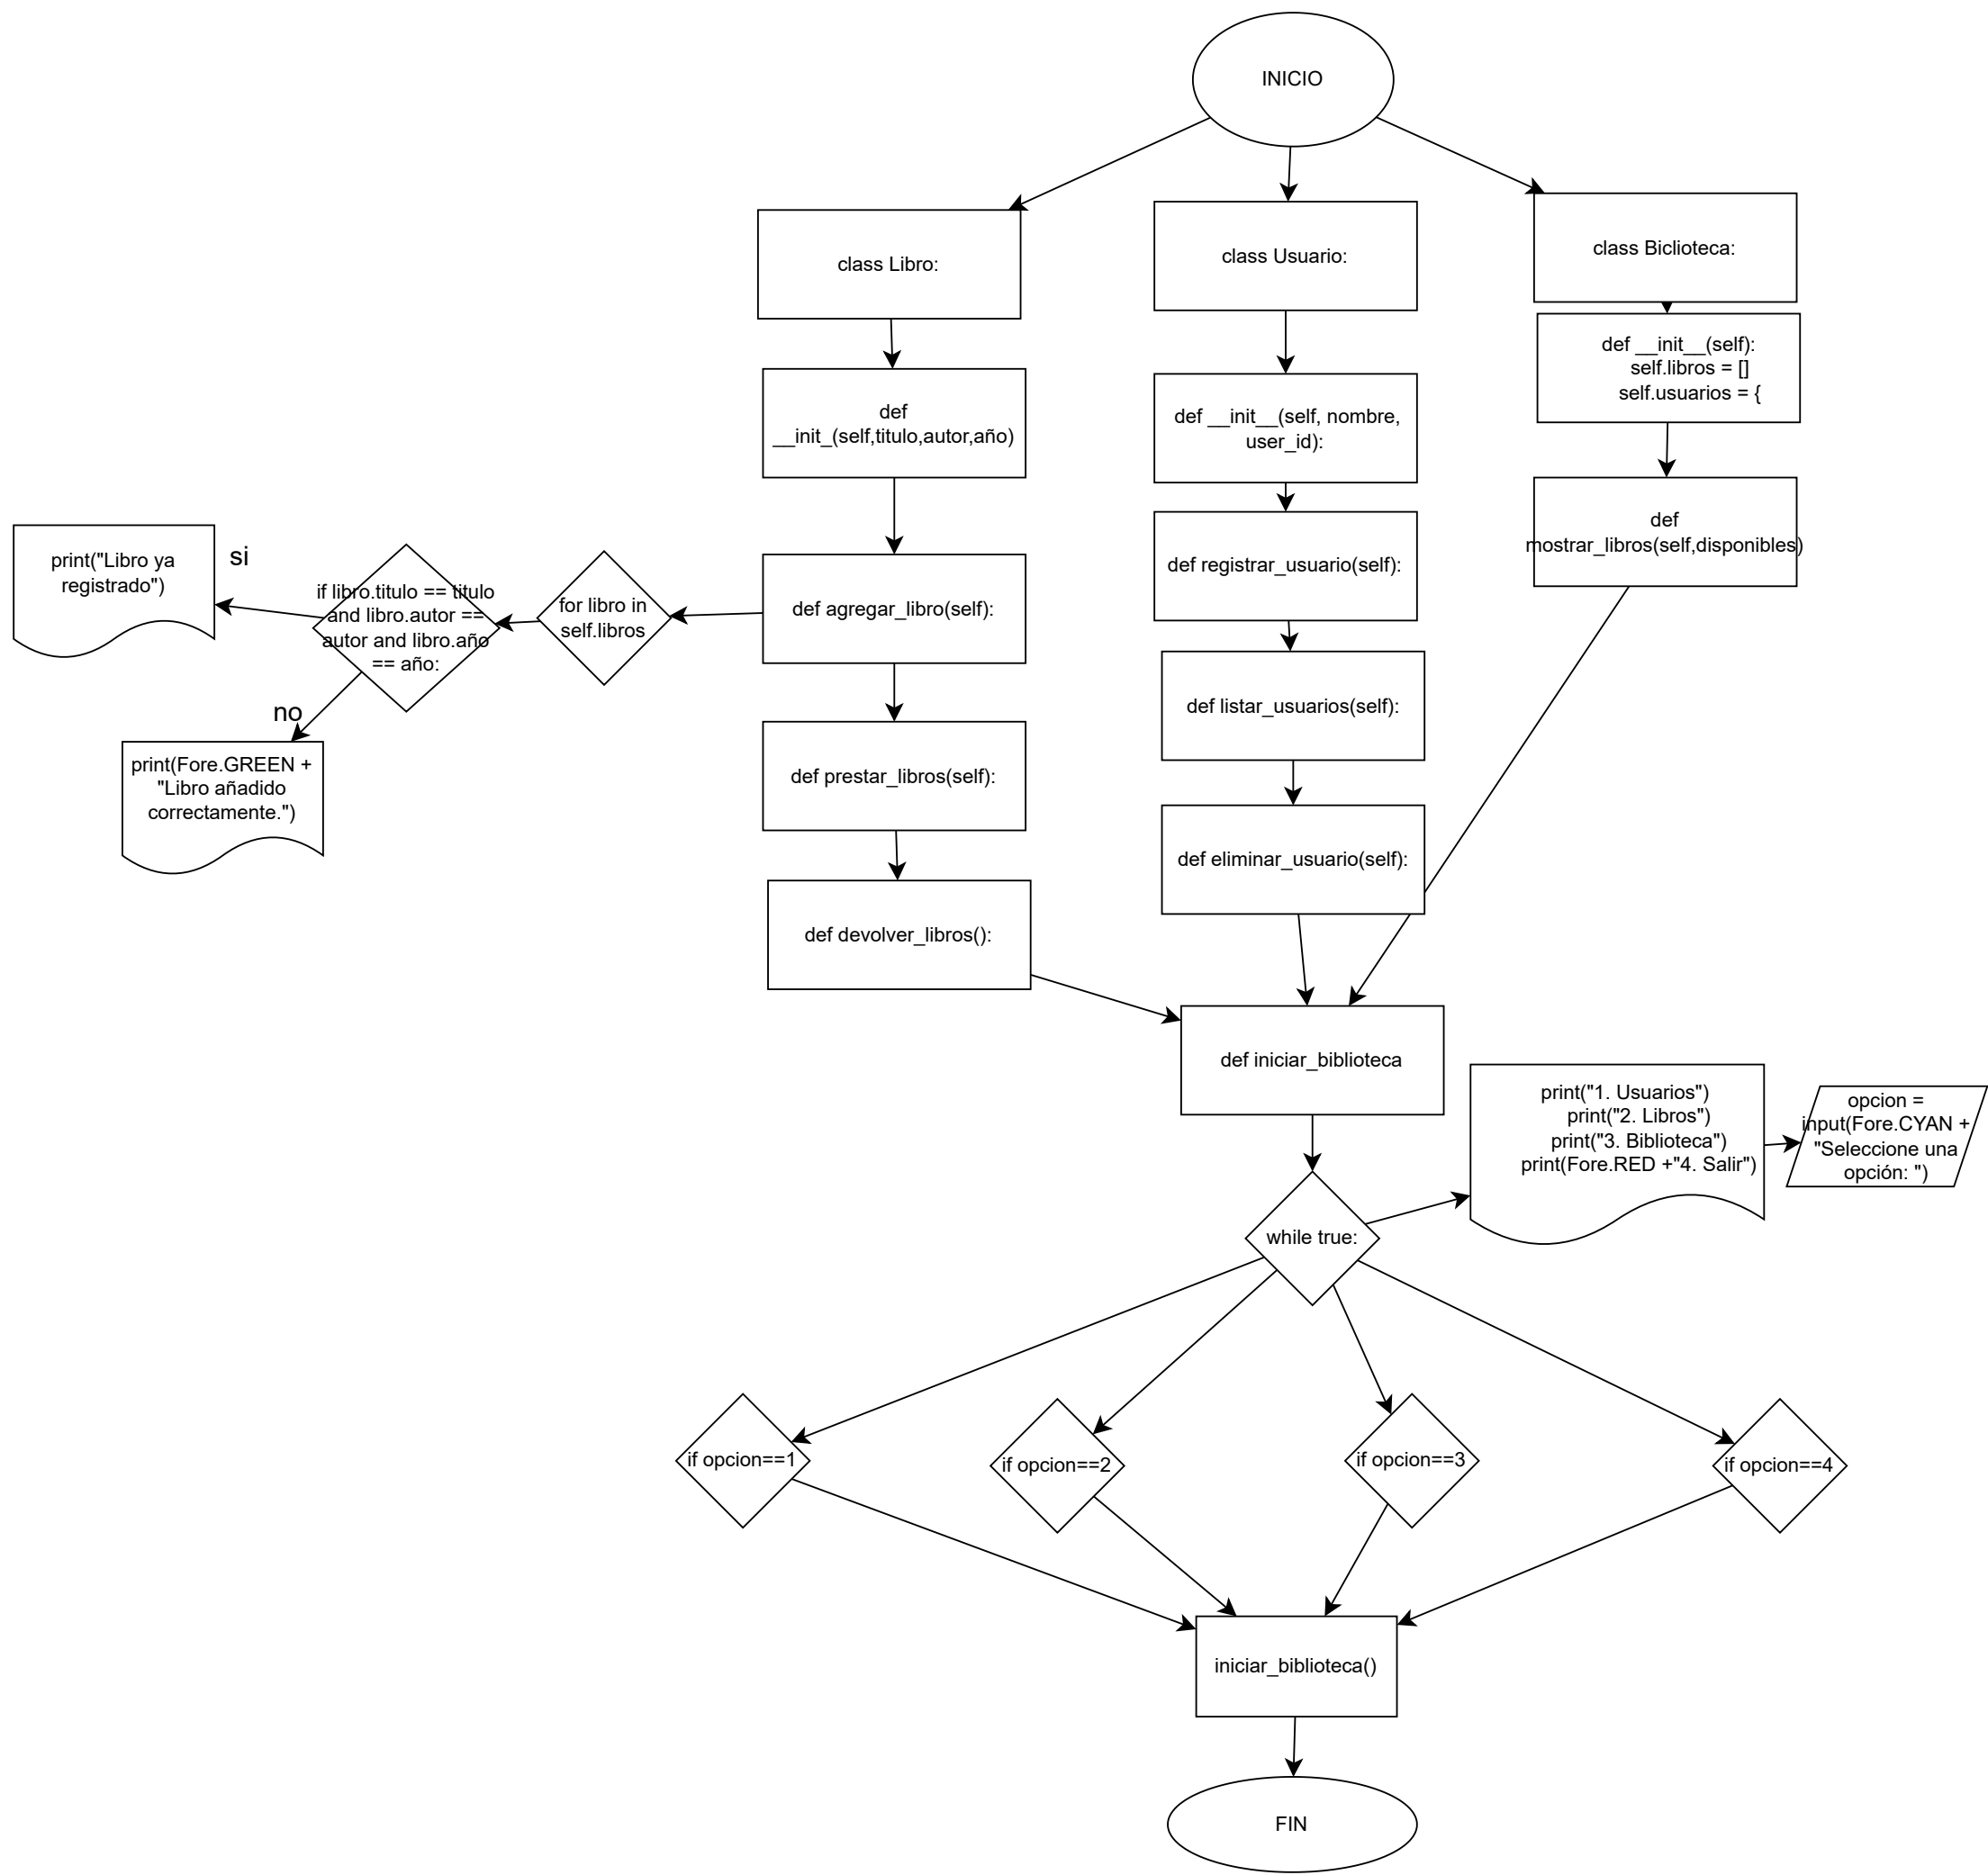 INICIO
class Libro:
class Usuario:
class Biclioteca:
def __init__(self):
self.libros = []
self.usuarios = {
def
__init_(self,titulo,autor,año)
def __init__(self, nombre,
user_id):
def
mostrar_libros(self,disponibles)
def registrar_usuario(self):
print("Libro ya
registrado")
si
if libro.titulo == titulo
and libro.autor ==
autor and libro.año
== año:
for libro in
self.libros
def agregar_libro(self):
def listar_usuarios(self):
no
print(Fore.GREEN +
"Libro añadido
correctamente.")
def prestar_libros(self):
def eliminar_usuario(self):
def devolver_libros():
def iniciar_biblioteca
print("1. Usuarios")
print("2. Libros")
print("3. Biblioteca")
print(Fore.RED +"4. Salir")
opcion =
input(Fore.CYAN +
"Seleccione una
opción: ")
while true:
if opcion==1
if opcion==2
if opcion==3
if opcion==4
iniciar_biblioteca()
FIN